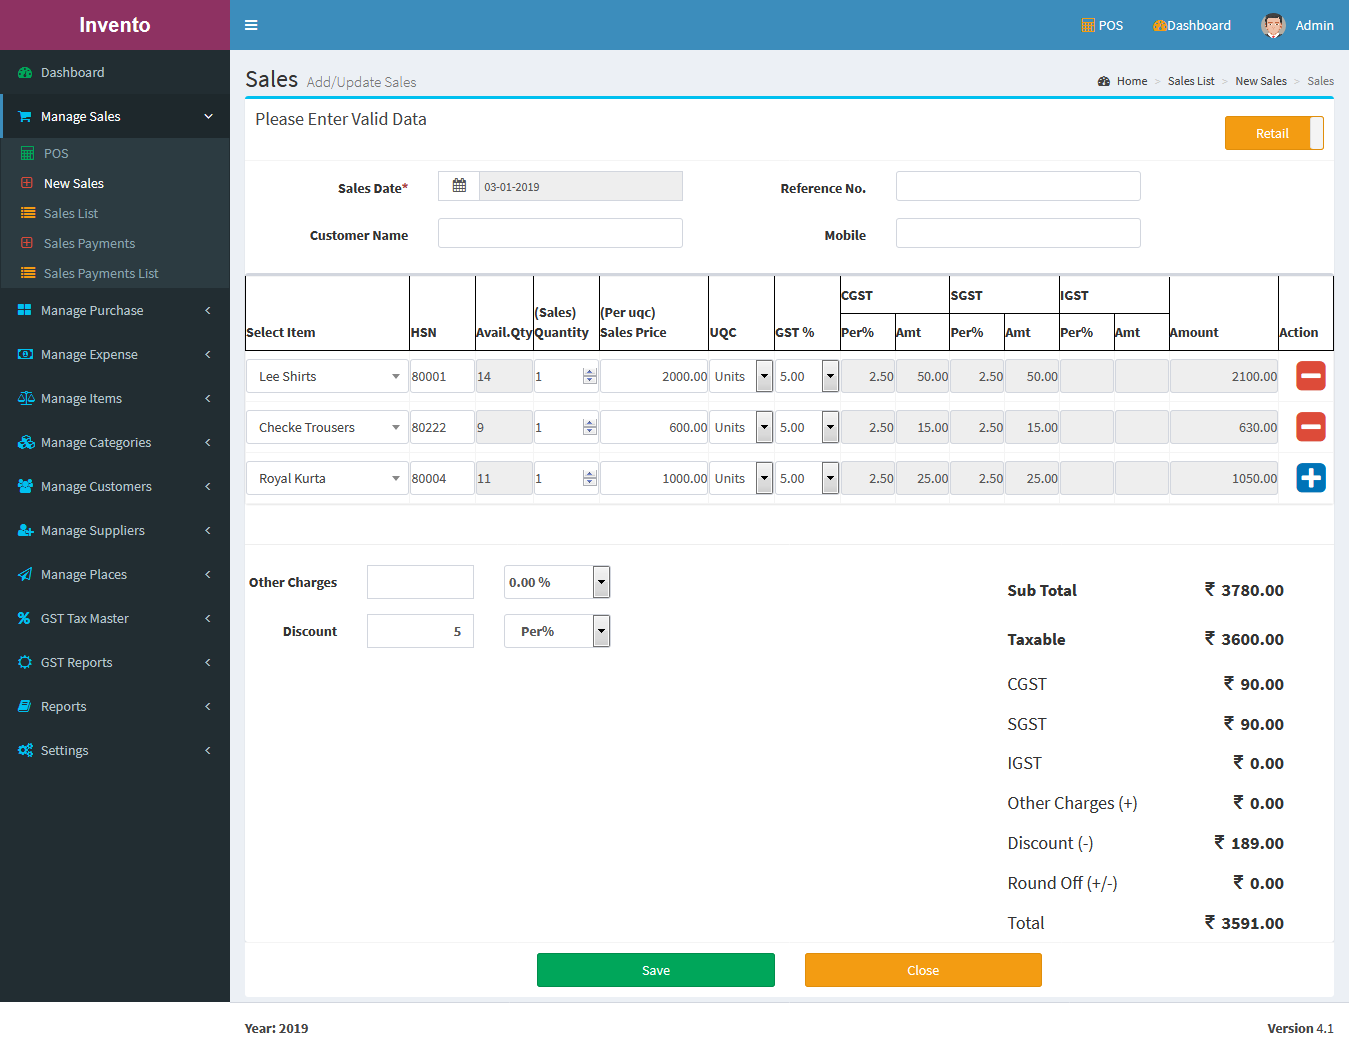 Invento
POS Dashboard Admin
Dashboard
Manage Sales
POS
New Sales
Sales List
Sales Payments
Sales Payments List
Manage Purchase
Manage Expense
Manage Items
Manage Categories
Manage Customers
Manage Suppliers
Manage Places
GST Tax Master
GST Reports
Reports
Settings
Sales Add/Update Sales
Home > Sales List > New Sales > Sales
Please Enter Valid Data
Retail
Sales Date* 03-01-2019 Reference No.
Customer Name Mobile
CGST SGST IGST
(Sales) (Per uqc)
Select Item HSN Avail.Qty Quantity Sales Price UQC GST % Per% Amt Per% Amt Per% Amt Amount Action
Lee Shirts 80001 14 1 2000.00 Units 5.00 2.50 50.00 2.50 50.00 2100.00
Checke Trousers 80222 9 1 600.00 Units 5.00 2.50 15.00 2.50 15.00 630.00
Royal Kurta 80004 11 1 1000.00 Units 5.00 2.50 25.00 2.50 25.00 1050.00
Other Charges 0.00 %
Discount 5 Per%
Sub Total ₹ 3780.00
Taxable ₹ 3600.00
CGST ₹ 90.00
SGST ₹ 90.00
IGST ₹ 0.00
Other Charges (+) ₹ 0.00
Discount (-) ₹ 189.00
Round Off (+/-) ₹ 0.00
Total ₹ 3591.00
Save Close
Year: 2019 Version 4.1